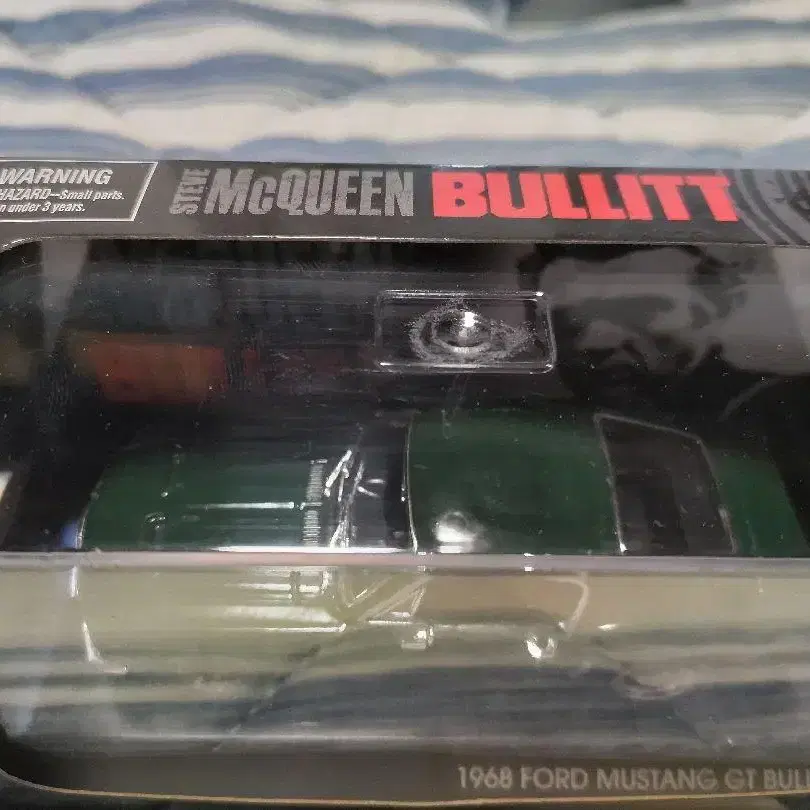 WARNING
HAZARD—Small parts.
n under 3 years.
STEVE McQUEEN BULLITT
1968 FORD MUSTANG GT BULL